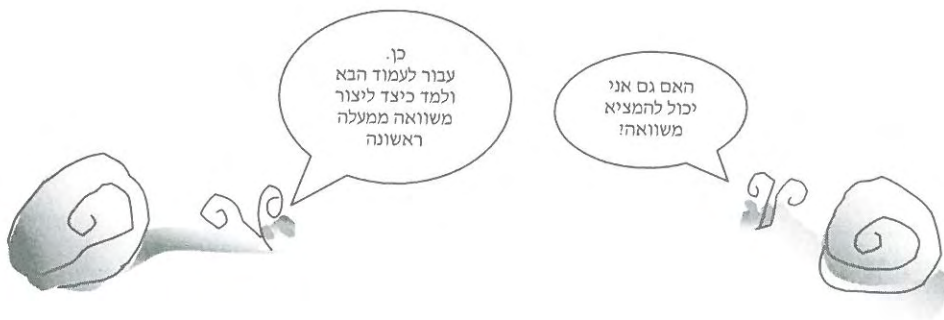 האם גם אני
יכול להמציא
משוואה?
כן.
עבור לעמוד הבא
ולמד כיצד ליצור
משוואה ממעלה
ראשונה